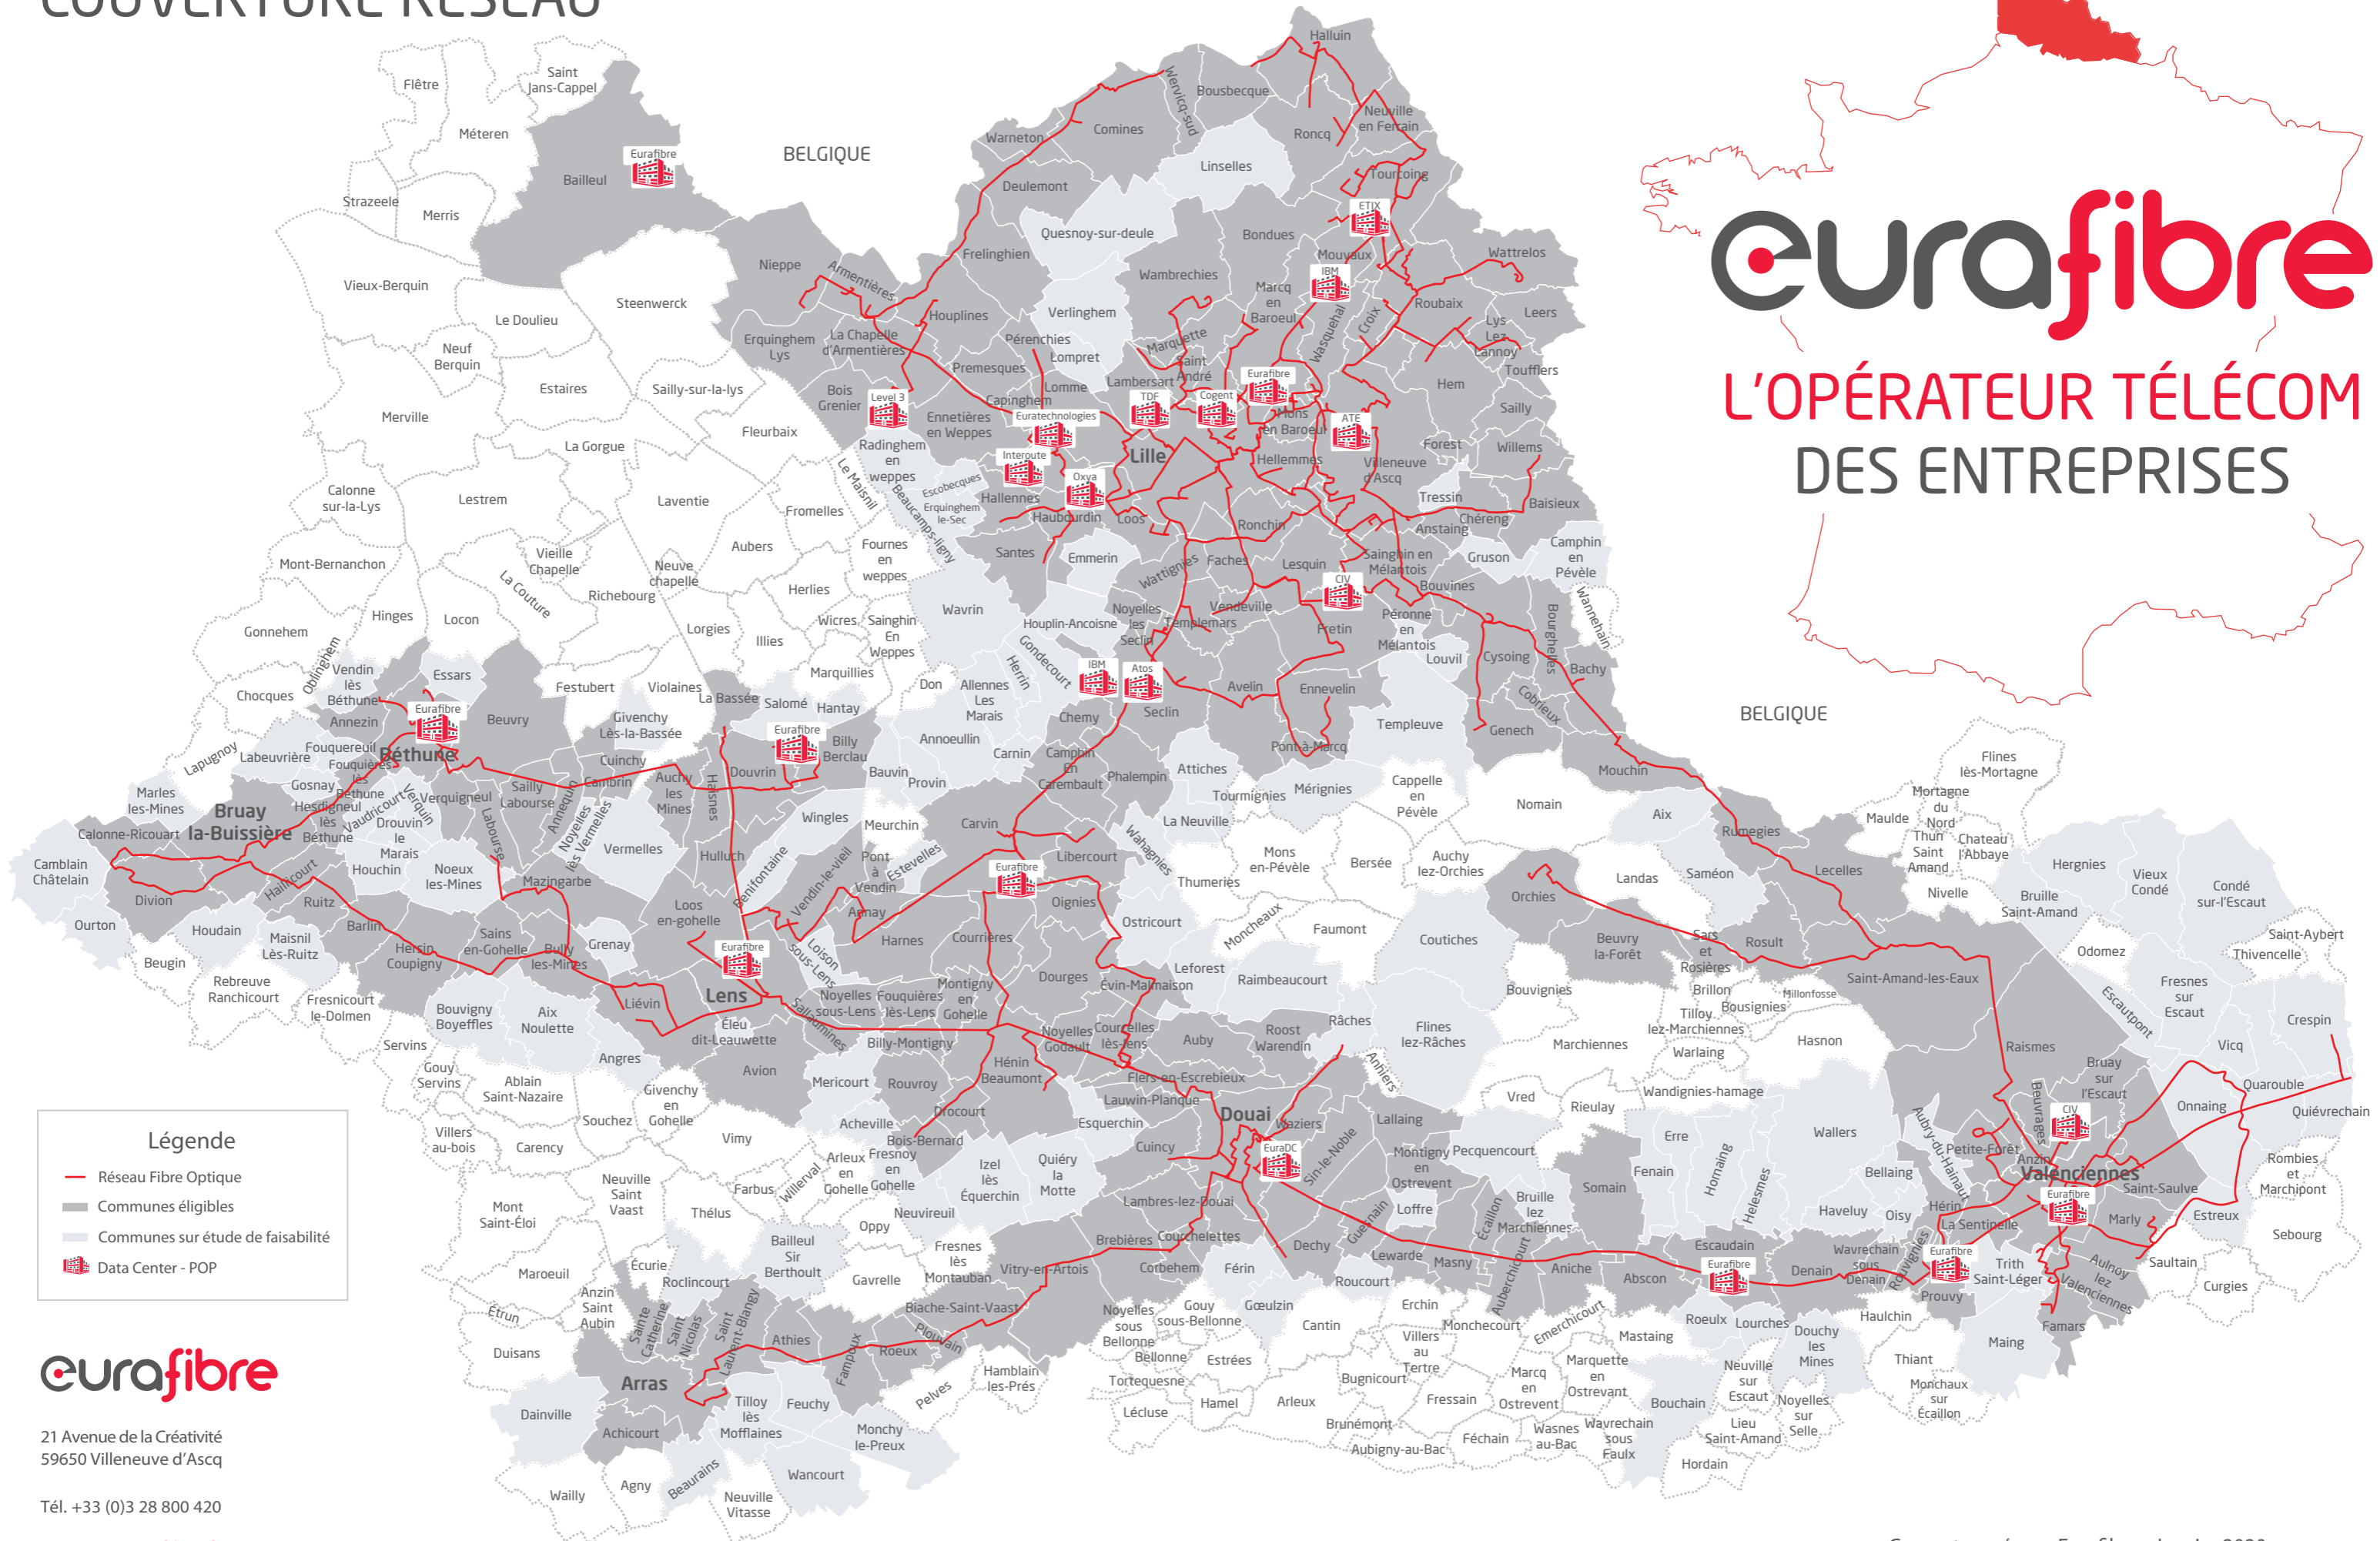 COUVERTURE RÉSEAU
Flêtre
Saint
Jans-Cappel
Méteren
Strazeele
Merris
Bailleul
Eurafibre
BELGIQUE
Vieux-Berquin
Le Doulieu
Steenwerck
Neuf
Berquin
Merville
Estaires
Sailly-sur-la-lys
La Gorgue
Fleurbaix
Calonne
sur-la-Lys
Lestrem
Laventie
Le Maisnil
Fromelles
Aubers
Fournes
en
weppes
Mont-Bernanchon
Vieille
Chapelle
La Couture
Neuve
chapelle
Richebourg
Herlies
Hinges
Locon
Gonnehem
Lorgies
Illies
Wicres
Sainghin
En
Weppes
Marquillies
Don
Oblinghem
Chocques
Vendin
lès
Béthune
Essars
Festubert
Violaines
La Bassée
Salomé
Hantay
Halluin
Wervicq-sud
Bousbecque
Neuville
en Ferrain
Roncq
Comines
Warneton
Linselles
Tourcoing
Deulemont
ETIX
Quesnoy-sur-deule
Bondues
Mouvaux
Wattrelos
Nieppe
Armentières
Frelinghien
Wambrechies
IBM
Marcq
en
Baroeul
Roubaix
Houplines
Verlinghem
Wasquehal
Croix
Lys
Lez
Lannoy
Leers
Erquinghem
Lys
La Chapelle
d'Armentières
Pérenchies
Lompret
Marquette
Saint
André
Premesques
Lomme
Lambersart
Eurafibre
Toufflers
Hem
Bois
Grenier
Level 3
Capinghem
TDF
Cogent
Mons
en Baroeul
ATE
Sailly
Ennetières
en Weppes
Euratechnologies
Radinghem
en
weppes
Interoute
Lille
Hellemmes
Villeneuve
d'Ascq
Forest
Willems
Escobecques
Oxya
Beaucamps-ligny
Erquinghem
le-Sec
Hallennes
Haubourdin
Loos
Ronchin
Tressin
Chéreng
Anstaing
Baisieux
Santes
Emmerin
Wattignies
Faches
Lesquin
Sainghin en
Mélantois
Gruson
Camphin
en
Pévèle
CIV
Bouvines
Wannehain
Wavrin
Houplin-Ancoisne
Noyelles
les
Seclin
Vendeville
Templemars
Fretin
Péronne
en
Mélantois
Louvil
Cysoing
Bourghelles
Bachy
Gondecourt
Herrin
Allennes
Les
Marais
IBM
Atos
Seclin
Avelin
Ennevelin
Templeuve
Cobrieux
Genech
Chemy
Pont-à-Marcq
Annoeullin
Carnin
Camphin
En
Carembault
Phalempin
Attiches
Mouchin
BELGIQUE
Annezin
Eurafibre
Béthune
Beuvry
Givenchy
Lès-la-Bassée
Eurafibre
Billy
Berclau
Douvrin
Bauvin
Provin
Tourmignies
Mérignies
Cappelle
en
Pévèle
Nomain
Aix
Rumegies
Lapugnoy
Labeuvrière
Fouquereuil
Fouquières
lès
Béthune
Cuinchy
Cambrin
Auchy
les
Mines
Haisnes
Marles
les-Mines
Gosnay
Hesdigneul
lès
Béthune
Vaudricourt
Verquin
Verquigneul
Labourse
Sailly
Labourse
Annequin
Noyelles
lès Vermelles
Vermelles
Wingles
Meurchin
Carvin
La Neuville
Wahagnies
Bruay
la-Buissière
Calonne-Ricouart
Drouvin
le
Marais
Houchin
Noeux
les-Mines
Hulluch
Bénifontaine
Vendin-le-vieil
Pont
à
Vendin
Estevelles
Eurafibre
Libercourt
Thumeries
Mons
en-Pévèle
Bersée
Auchy
lez-Orchies
Landas
Saméon
Lecelles
Camblain
Châtelain
Divion
Hallicourt
Ruitz
Mazingarbe
Loos
en-gohelle
Annay
Oignies
Orchies
Ourton
Houdain
Barlin
Hersin
Coupigny
Sains
en-Gohelle
Bully
les-Mines
Grenay
Eurafibre
Loison
sous-Lens
Harnes
Courrières
Ostricourt
Moncheaux
Faumont
Coutiches
Beuvry
la-Forêt
Sars
et
Rosières
Rosult
Saint-Amand-les-Eaux
Beugin
Maisnil
Lès-Ruitz
Rebreuve
Ranchicourt
Fresnicourt
le-Dolmen
Lens
Liévin
Sallaumines
Noyelles
sous-Lens
Fouquières
lès-Lens
Montigny
en
Gohelle
Dourges
Évin-Malmaison
Leforest
Raimbeaucourt
Bouvignies
Brillon
Bousignies
Millonfosse
Tilloy
lez-Marchiennes
Servins
Bouvigny
Boyeffles
Aix
Noulette
Angres
Éleu
dit-Leauwette
Billy-Montigny
Noyelles
Godault
Courcelles
lès-lens
Auby
Roost
Warendin
Râches
Flines
lez-Râches
Marchiennes
Warlaing
Hasnon
Avion
Mericourt
Rouvroy
Hénin
Beaumont
Flers-en-Escrebieux
Lauwin-Planque
Anhiers
Wandignies-hamage
Vred
Rieulay
Gouy
Servins
Ablain
Saint-Nazaire
Souchez
Givenchy
en
Gohelle
Vimy
Acheville
Drocourt
Bois-Bernard
Esquerchin
Douai
Waziers
Lallaing
Villers
au-bois
Carency
Neuville
Saint
Vaast
Farbus
Willerval
Arleux
en
Gohelle
Fresnoy
en
Gohelle
Izel
lès
Équerchin
Quiéry
la
Motte
Cuincy
EuraDC
Sin-le-Noble
Montigny
en
Ostrevent
Pecquencourt
Erre
Fenain
Hornaing
Helesmes
Wallers
Mont
Saint-Éloi
Thélus
Oppy
Neuvireuil
Lambres-lez-Douai
Loffre
Guesnain
Écaillon
Bruille
lez
Marchiennes
Somain
Bellaing
Haveluy
Oisy
Maroeuil
Écurie
Roclincourt
Bailleul
Sir
Berthoult
Gavrelle
Fresnes
lès
Montauban
Vitry-en-Artois
Brebières
Courchelettes
Corbehem
Férin
Dechy
Lewarde
Masny
Auberchicourt
Aniche
Abscon
Escaudain
Eurafibre
Denain
Wavrechain
sous
Denain
Rouvignies
Étrun
Anzin
Saint
Aubin
Sainte
Catherine
Saint
Nicolas
Saint
Laurent-Blangy
Athies
Fampoux
Roeux
Plouvain
Biache-Saint-Vaast
Noyelles
sous
Bellonne
Gouy
sous-Bellonne
Gœulzin
Roucourt
Cantin
Erchin
Monchecourt
Emerchicourt
Mastaing
Roeulx
Lourches
Douchy
les
Mines
Haulchin
Duisans
Arras
Pelves
Hamblain
les-Prés
Bellonne
Tortequesne
Estrées
Villers
au
Tertre
Bugnicourt
Marcq
en
Ostrevent
Marquette
en
Ostrevant
Neuville
sur
Escaut
Thiant
Monchaux
sur
Écaillon
Dainville
Achicourt
Tilloy
lès
Mofflaines
Feuchy
Monchy
le-Preux
Lécluse
Hamel
Arleux
Brunémont
Fressain
Aubigny-au-Bac
Féchain
Wasnes
au-Bac
Wavrechain
sous
Faulx
Bouchain
Lieu
Saint-Amand
Noyelles
sur
Selle
Hordain
Wailly
Agny
Beaurains
Neuville
Vitasse
Wancourt
Flines
lès-Mortagne
Mortagne
du
Nord
Maulde
Thun
Saint
Amand
Chateau
l'Abbaye
Nivelle
Hergnies
Bruille
Saint-Amand
Vieux
Condé
Condé
sur-l'Escaut
Odomez
Saint-Aybert
Thivencelle
Fresnes
sur
Escaut
Escautpont
Crespin
Vicq
Raismes
Bruay
sur
l'Escaut
Beuvrages
CIV
Quarouble
Onnaing
Quiévrechain
Aubry-du-Hainaut
Petite-Forêt
Anzin
Valenciennes
Saint-Saulve
Rombies
et
Marchipont
Hérin
La Sentinelle
Eurafibre
Marly
Estreux
Sebourg
Eurafibre
Trith
Saint-Léger
Prouvy
Aulnoy
lez
Valenciennes
Saultain
Curgies
Famars
Maing
eurafibre
L'OPÉRATEUR TÉLÉCOM
DES ENTREPRISES
Légende
Réseau Fibre Optique
Communes éligibles
Communes sur étude de faisabilité
Data Center - POP
eurafibre
21 Avenue de la Créativité
59650 Villeneuve d'Ascq
Tél. +33 (0)3 28 800 420